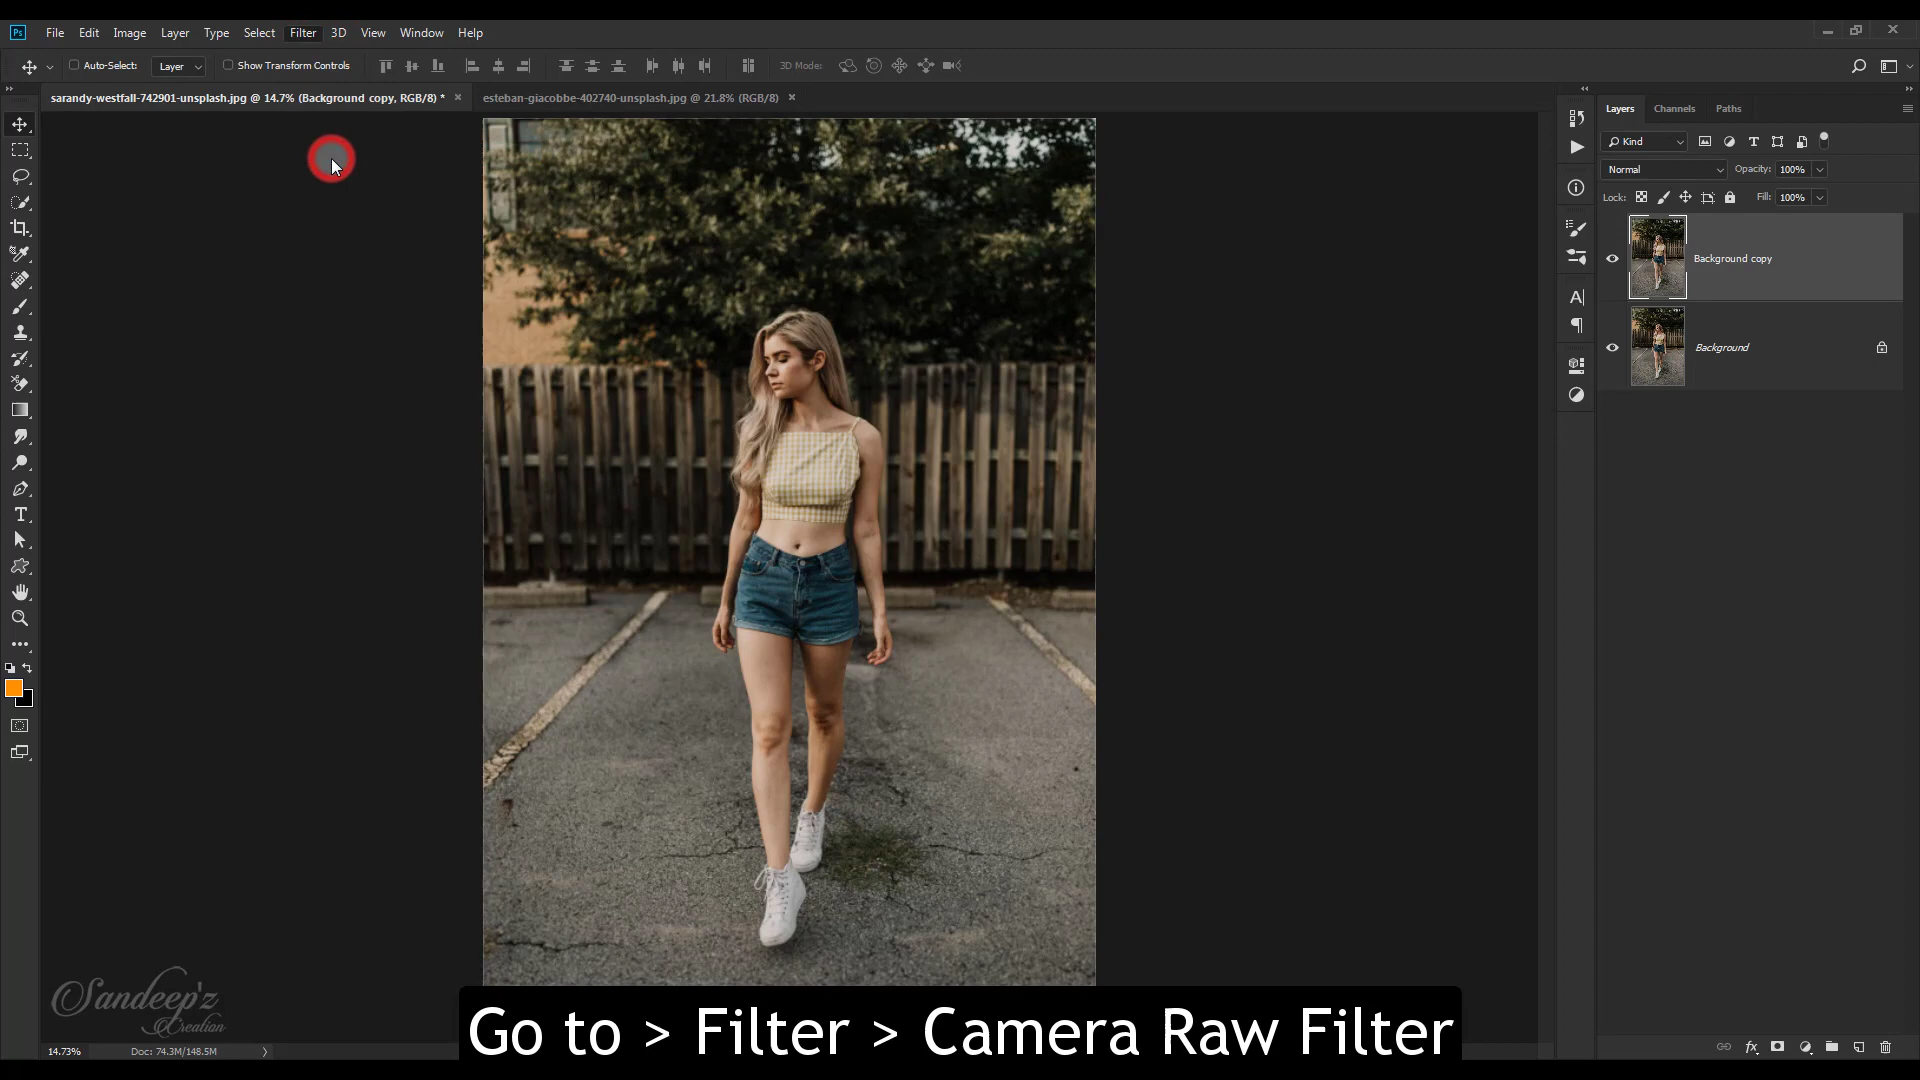 Ps File Edit Image Layer Type Select Filter 3D View Window Help
Auto-Select: Layer Show Transform Controls 3D Mode:
sarandy-westfall-742901-unsplash.jpg @ 14.7% (Background copy, RGB/8) * esteban-giacobbe-402740-unsplash.jpg @ 21.8% (RGB/8)
Layers Channels Paths
Kind
Normal Opacity: 100%
Lock: Fill: 100%
Background copy
Background
Sandeep'z
Creation
Go to > Filter > Camera Raw Filter
14.73% Doc: 74.3M/148.5M